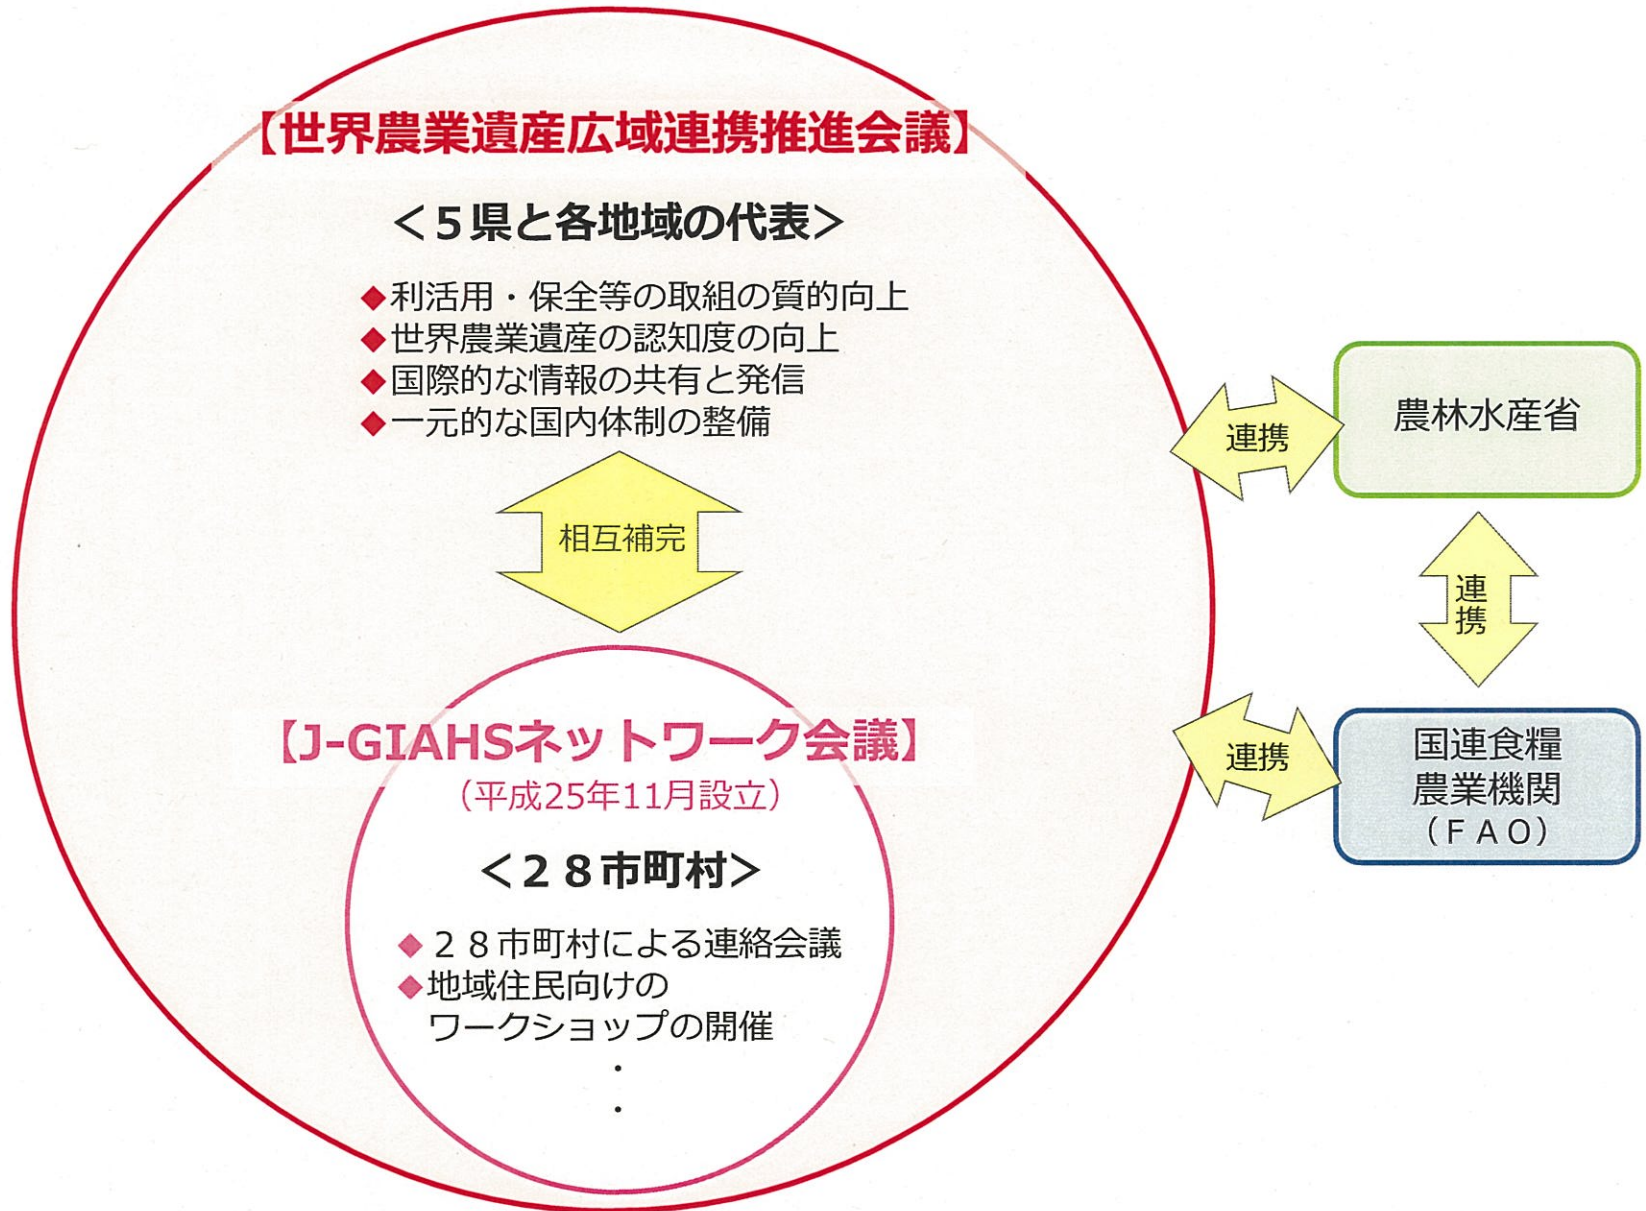 【世界農業遺産広域連携推進会議】
＜５県と各地域の代表＞
◆利活用・保全等の取組の質的向上
◆世界農業遺産の認知度の向上
◆国際的な情報の共有と発信
◆一元的な国内体制の整備
相互補完
【J-GIAHSネットワーク会議】
（平成25年11月設立）
＜２８市町村＞
◆２８市町村による連絡会議
◆地域住民向けの
ワークショップの開催
・
・
連携
農林水産省
連携
連携
国連食糧
農業機関
（ＦＡＯ）